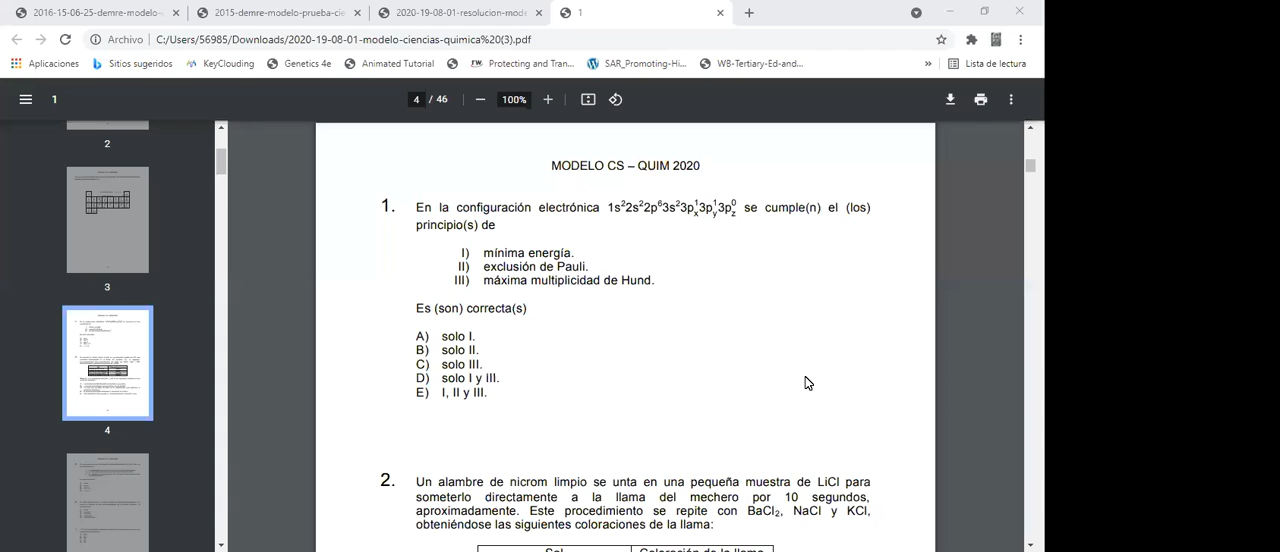 2016-15-06-25-demre-modelo-
2015-demre-modelo-prueba-cie
2020-19-08-01-resolucion-mode
1
Archivo C:/Users/56985/Downloads/2020-19-08-01-modelo-ciencias-quimica%20(3).pdf
Aplicaciones Sitios sugeridos KeyClouding Genetics 4e Animated Tutorial Protecting and Tran... SAR_Promoting-Hi... WB-Tertiary-Ed-and... » Lista de lectura
1 4 / 46 100%
2
3
4
MODELO CS – QUIM 2020
1. En la configuración electrónica 1s²2s²2p⁶3s²3pₓ¹3p_y¹3p_z⁰ se cumple(n) el (los)
principio(s) de
I) mínima energía.
II) exclusión de Pauli.
III) máxima multiplicidad de Hund.
Es (son) correcta(s)
A) solo I.
B) solo II.
C) solo III.
D) solo I y III.
E) I, II y III.
2. Un alambre de nicrom limpio se unta en una pequeña muestra de LiCl para
someterlo directamente a la llama del mechero por 10 segundos,
aproximadamente. Este procedimiento se repite con BaCl₂, NaCl y KCl,
obteniéndose las siguientes coloraciones de la llama:
Sal Coloración de la llama